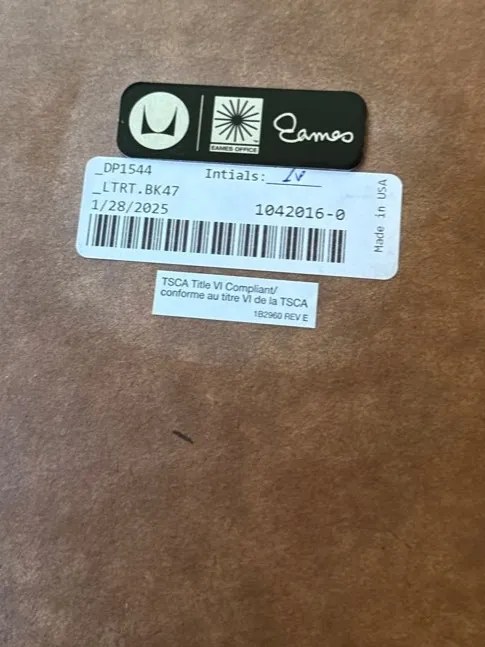 EAMES OFFICE
Eames
_DP1544
Intials:
_LTRT.BK47
1/28/2025
1042016-0
Made in USA
TSCA Title VI Compliant/
conforme au titre VI de la TSCA
1B2960 REV E